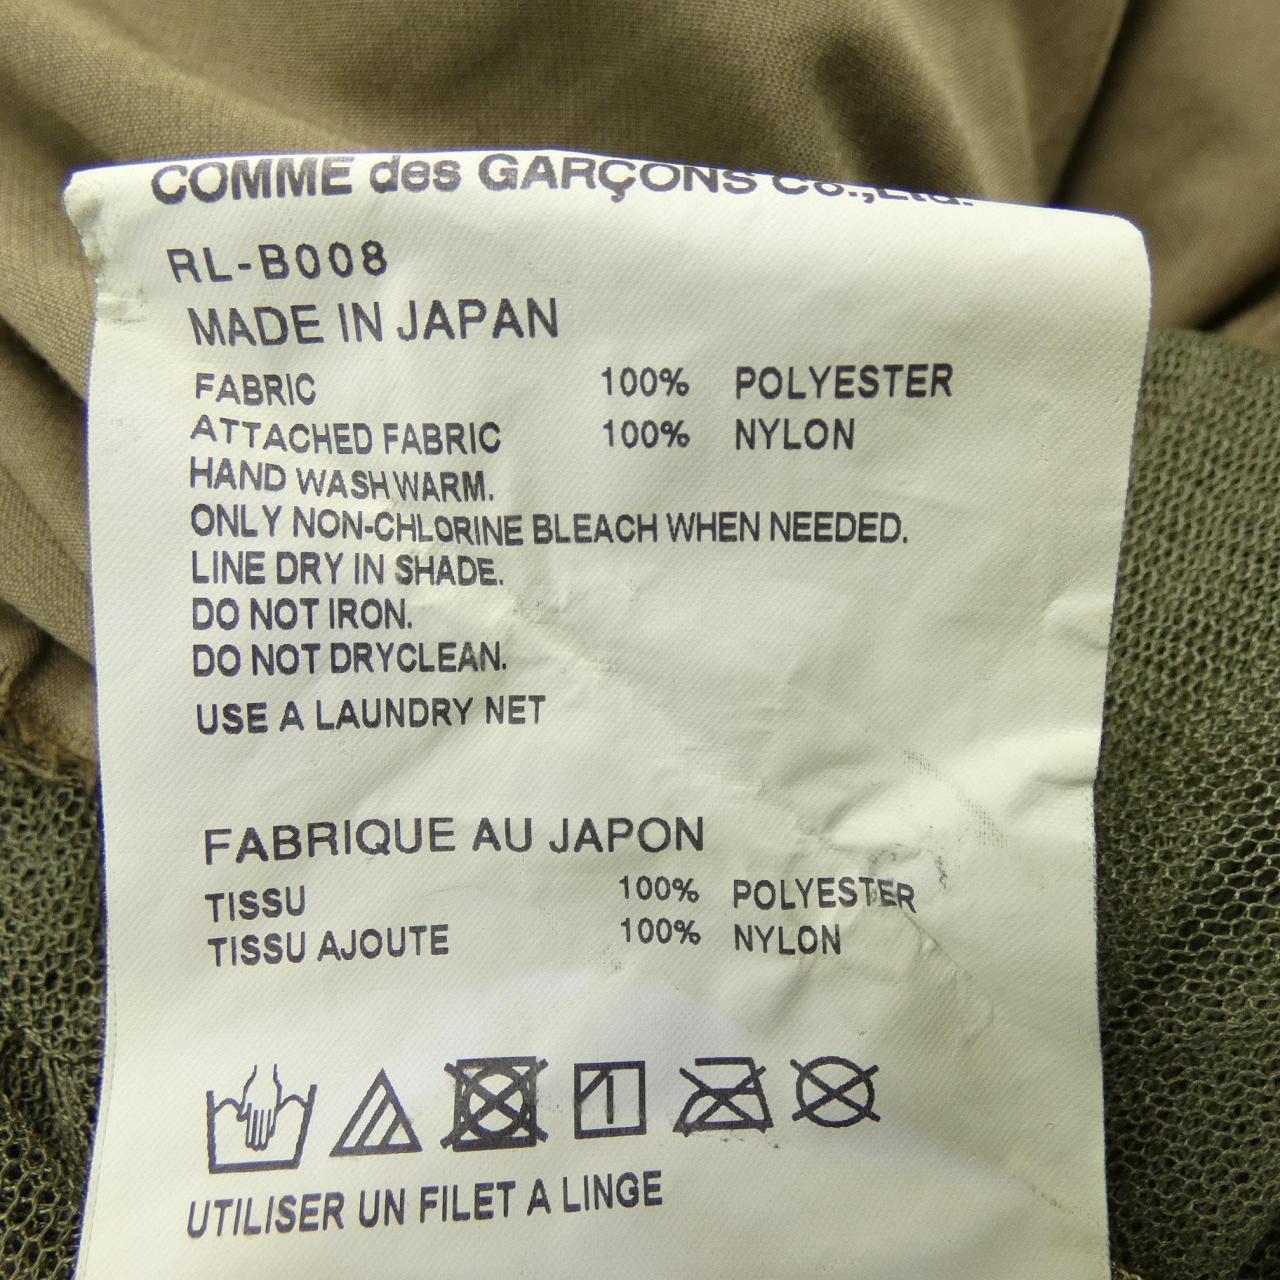 COMME des GARÇONS Co.,Ltd.
RL-B008
MADE IN JAPAN
FABRIC 100% POLYESTER
ATTACHED FABRIC 100% NYLON
HAND WASH WARM.
ONLY NON-CHLORINE BLEACH WHEN NEEDED.
LINE DRY IN SHADE.
DO NOT IRON.
DO NOT DRYCLEAN.
USE A LAUNDRY NET
FABRIQUE AU JAPON
TISSU 100% POLYESTER
TISSU AJOUTE 100% NYLON
UTILISER UN FILET A LINGE